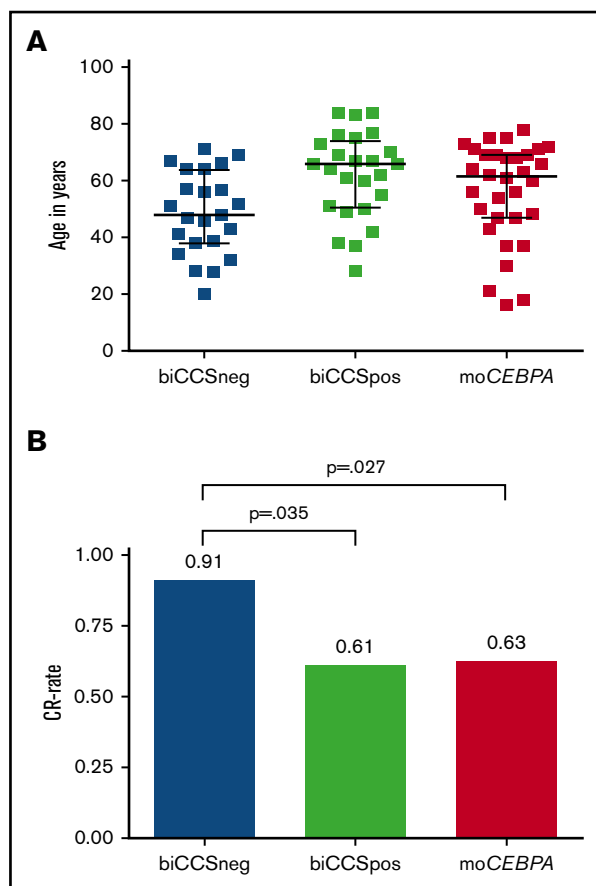 A
Age in years
100
80
60
40
20
0
biCCSneg biCCSpos moCEBPA
B
p=.027
p=.035
CR-rate
1.00
0.75
0.50
0.25
0.00
0.91
0.61
0.63
biCCSneg biCCSpos moCEBPA